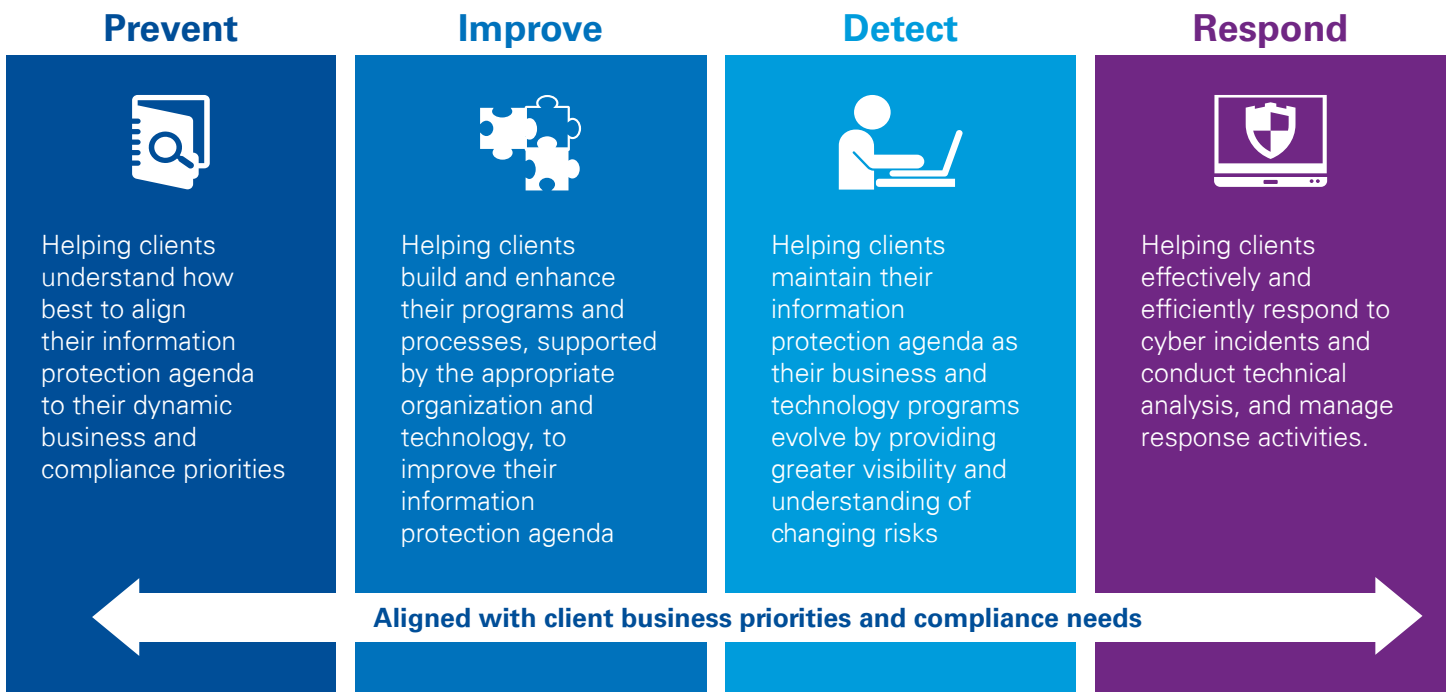 Prevent
Helping clients
understand how
best to align
their information
protection agenda
to their dynamic
business and
compliance priorities
Improve
Helping clients
build and enhance
their programs and
processes, supported
by the appropriate
organization and
technology, to
improve their
information
protection agenda
Detect
Helping clients
maintain their
information
protection agenda as
their business and
technology programs
evolve by providing
greater visibility and
understanding of
changing risks
Respond
Helping clients
effectively and
efficiently respond to
cyber incidents and
conduct technical
analysis, and manage
response activities.
Aligned with client business priorities and compliance needs